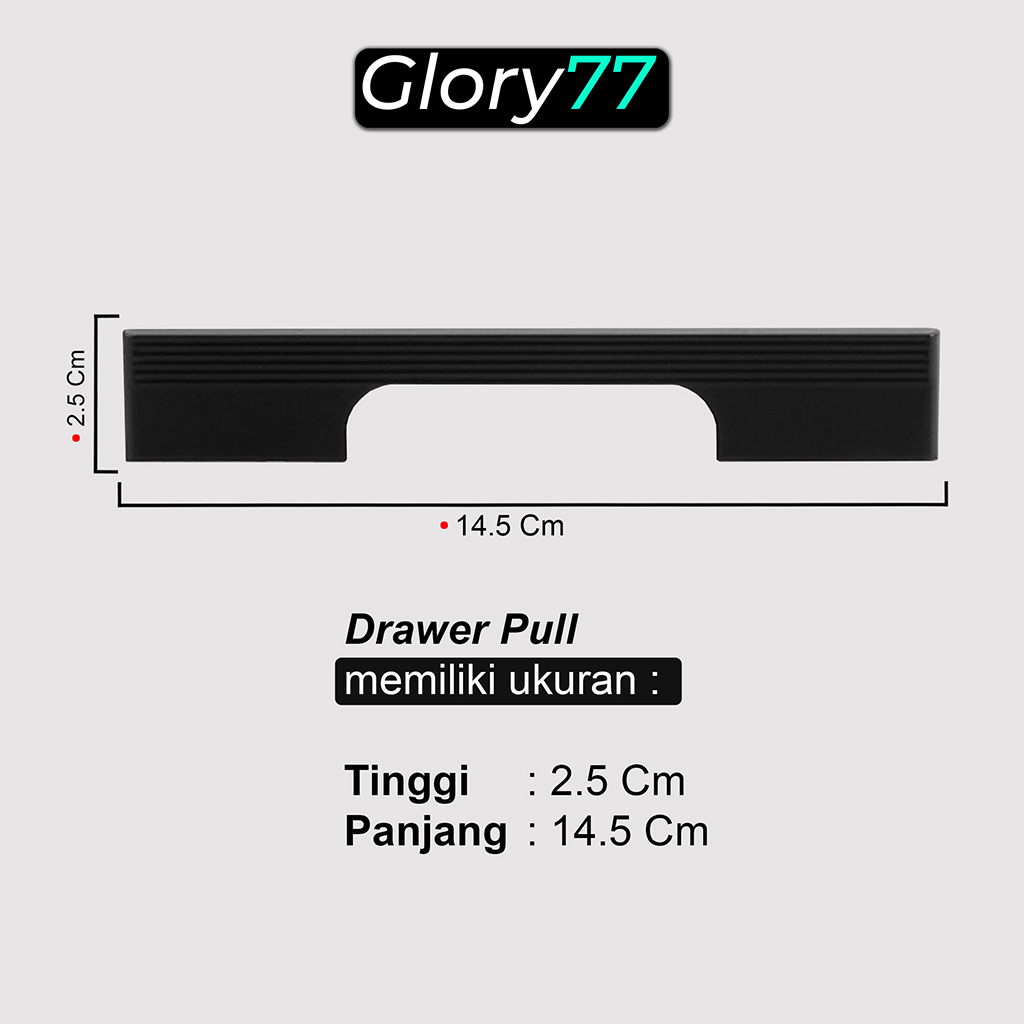 Glory77
• 2.5 Cm
• 14.5 Cm
Drawer Pull
memiliki ukuran :
Tinggi : 2.5 Cm
Panjang : 14.5 Cm